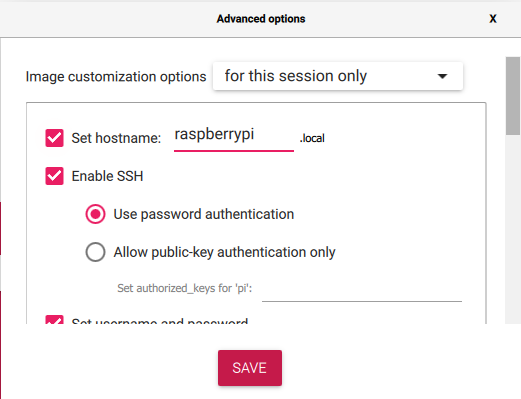 Advanced options X
Image customization options for this session only
Set hostname: raspberrypi .local
Enable SSH
Use password authentication
Allow public-key authentication only
Set authorized_keys for 'pi':
Set username and password
SAVE